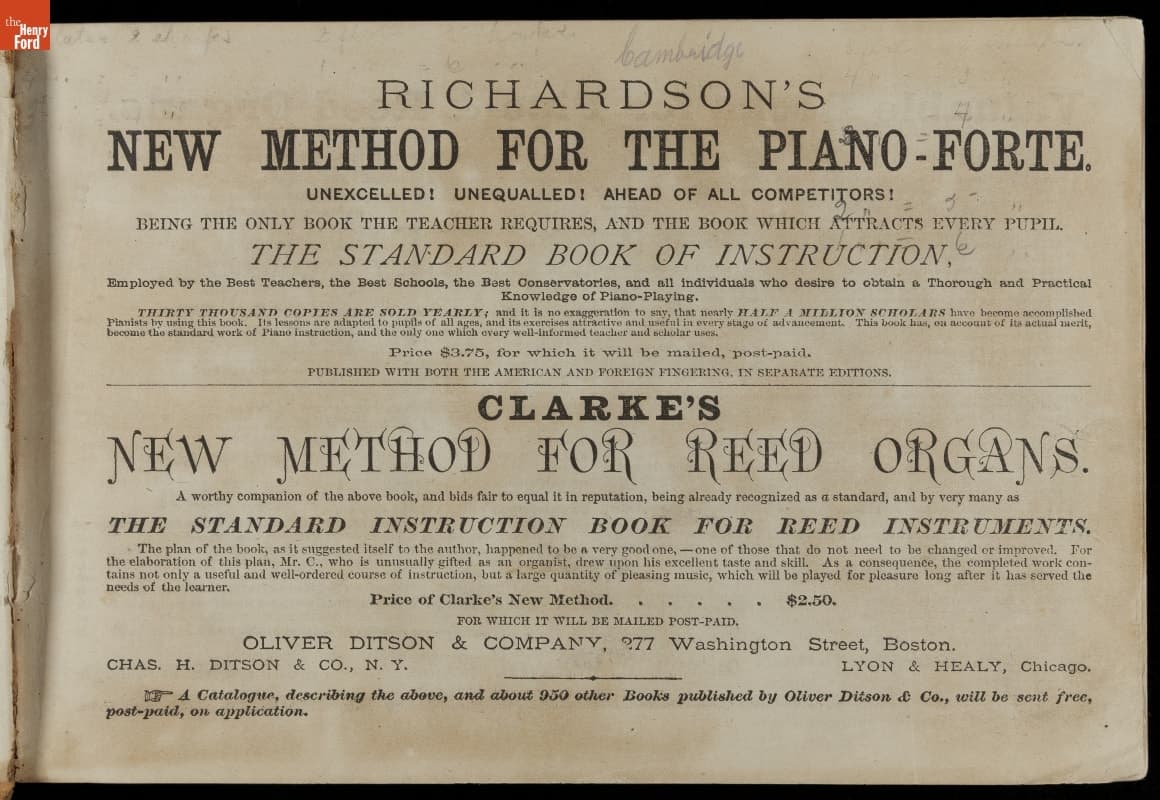 the
Henry
Ford
Cambridge
RICHARDSON'S
4
NEW METHOD FOR THE PIANO-FORTE.
UNEXCELLED! UNEQUALLED! AHEAD OF ALL COMPETITORS!
BEING THE ONLY BOOK THE TEACHER REQUIRES, AND THE BOOK WHICH ATTRACTS EVERY PUPIL.
THE STANDARD BOOK OF INSTRUCTION,
Employed by the Best Teachers, the Best Schools, the Best Conservatories, and all individuals who desire to obtain a Thorough and Practical
Knowledge of Piano-Playing.
THIRTY THOUSAND COPIES ARE SOLD YEARLY; and it is no exaggeration to say, that nearly HALF A MILLION SCHOLARS have become accomplished
Pianists by using this book. Its lessons are adapted to pupils of all ages, and its exercises attractive and useful in every stage of advancement. This book has, on account of its actual merit,
become the standard work of Piano instruction, and the only one which every well-informed teacher and scholar uses.
Price $3.75, for which it will be mailed, post-paid.
PUBLISHED WITH BOTH THE AMERICAN AND FOREIGN FINGERING, IN SEPARATE EDITIONS.
CLARKE'S
NEW METHOD FOR REED ORGANS.
A worthy companion of the above book, and bids fair to equal it in reputation, being already recognized as a standard, and by very many as
THE STANDARD INSTRUCTION BOOK FOR REED INSTRUMENTS.
The plan of the book, as it suggested itself to the author, happened to be a very good one, — one of those that do not need to be changed or improved. For
the elaboration of this plan, Mr. C., who is unusually gifted as an organist, drew upon his excellent taste and skill. As a consequence, the completed work con-
tains not only a useful and well-ordered course of instruction, but a large quantity of pleasing music, which will be played for pleasure long after it has served the
needs of the learner.
Price of Clarke's New Method. . . . . . . $2.50.
FOR WHICH IT WILL BE MAILED POST-PAID.
OLIVER DITSON & COMPANY, 277 Washington Street, Boston.
CHAS. H. DITSON & CO., N. Y. LYON & HEALY, Chicago.
☞ A Catalogue, describing the above, and about 950 other Books published by Oliver Ditson & Co., will be sent free,
post-paid, on application.